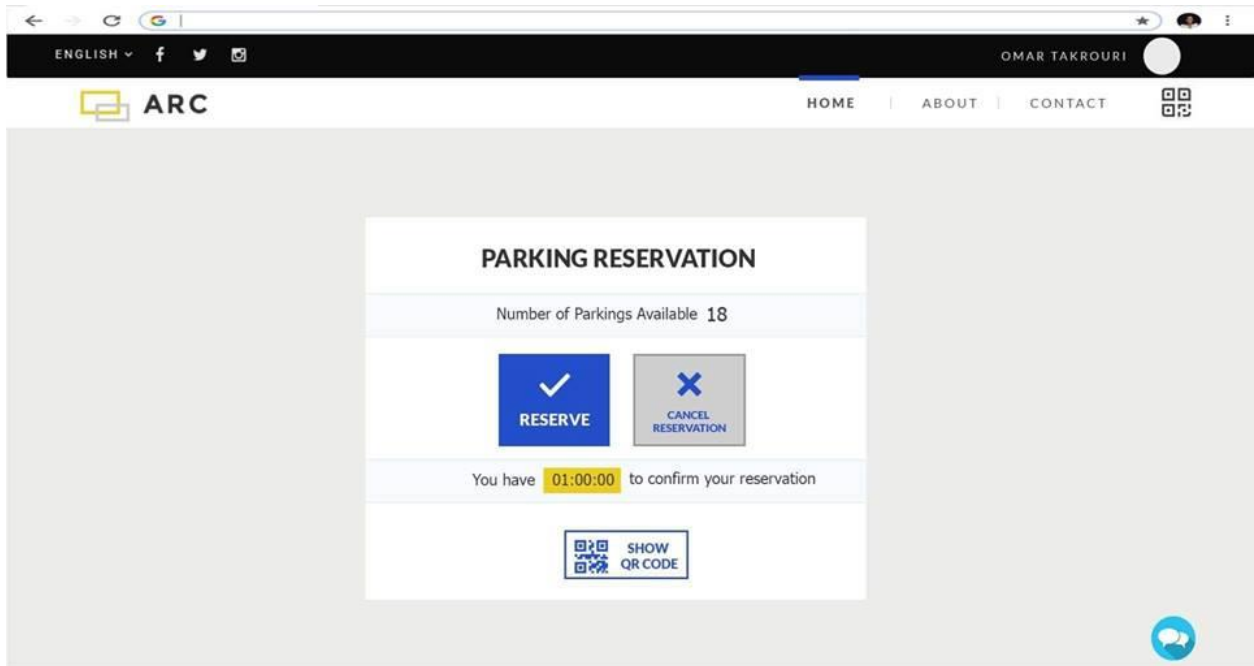 ENGLISH
OMAR TAKROURI
ARC
HOME | ABOUT | CONTACT
PARKING RESERVATION
Number of Parkings Available 18
RESERVE
CANCEL
RESERVATION
You have 01:00:00 to confirm your reservation
SHOW
QR CODE